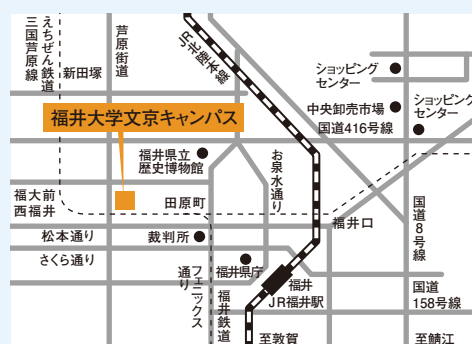 えちぜん鉄道
三国芦原線
芦原街道
新田塚
JR北陸本線
ショッピング
センター
中央卸売市場
ショッピング
センター
国道416号線
福井大学文京キャンパス
福井県立
歴史博物館
お泉水通り
福大前
西福井
田原町
福井口
国道8号線
松本通り
裁判所
さくら通り
フェニックス
通り
福井県庁
福井
JR福井駅
国道
158号線
福井鉄道
至敦賀
至鯖江